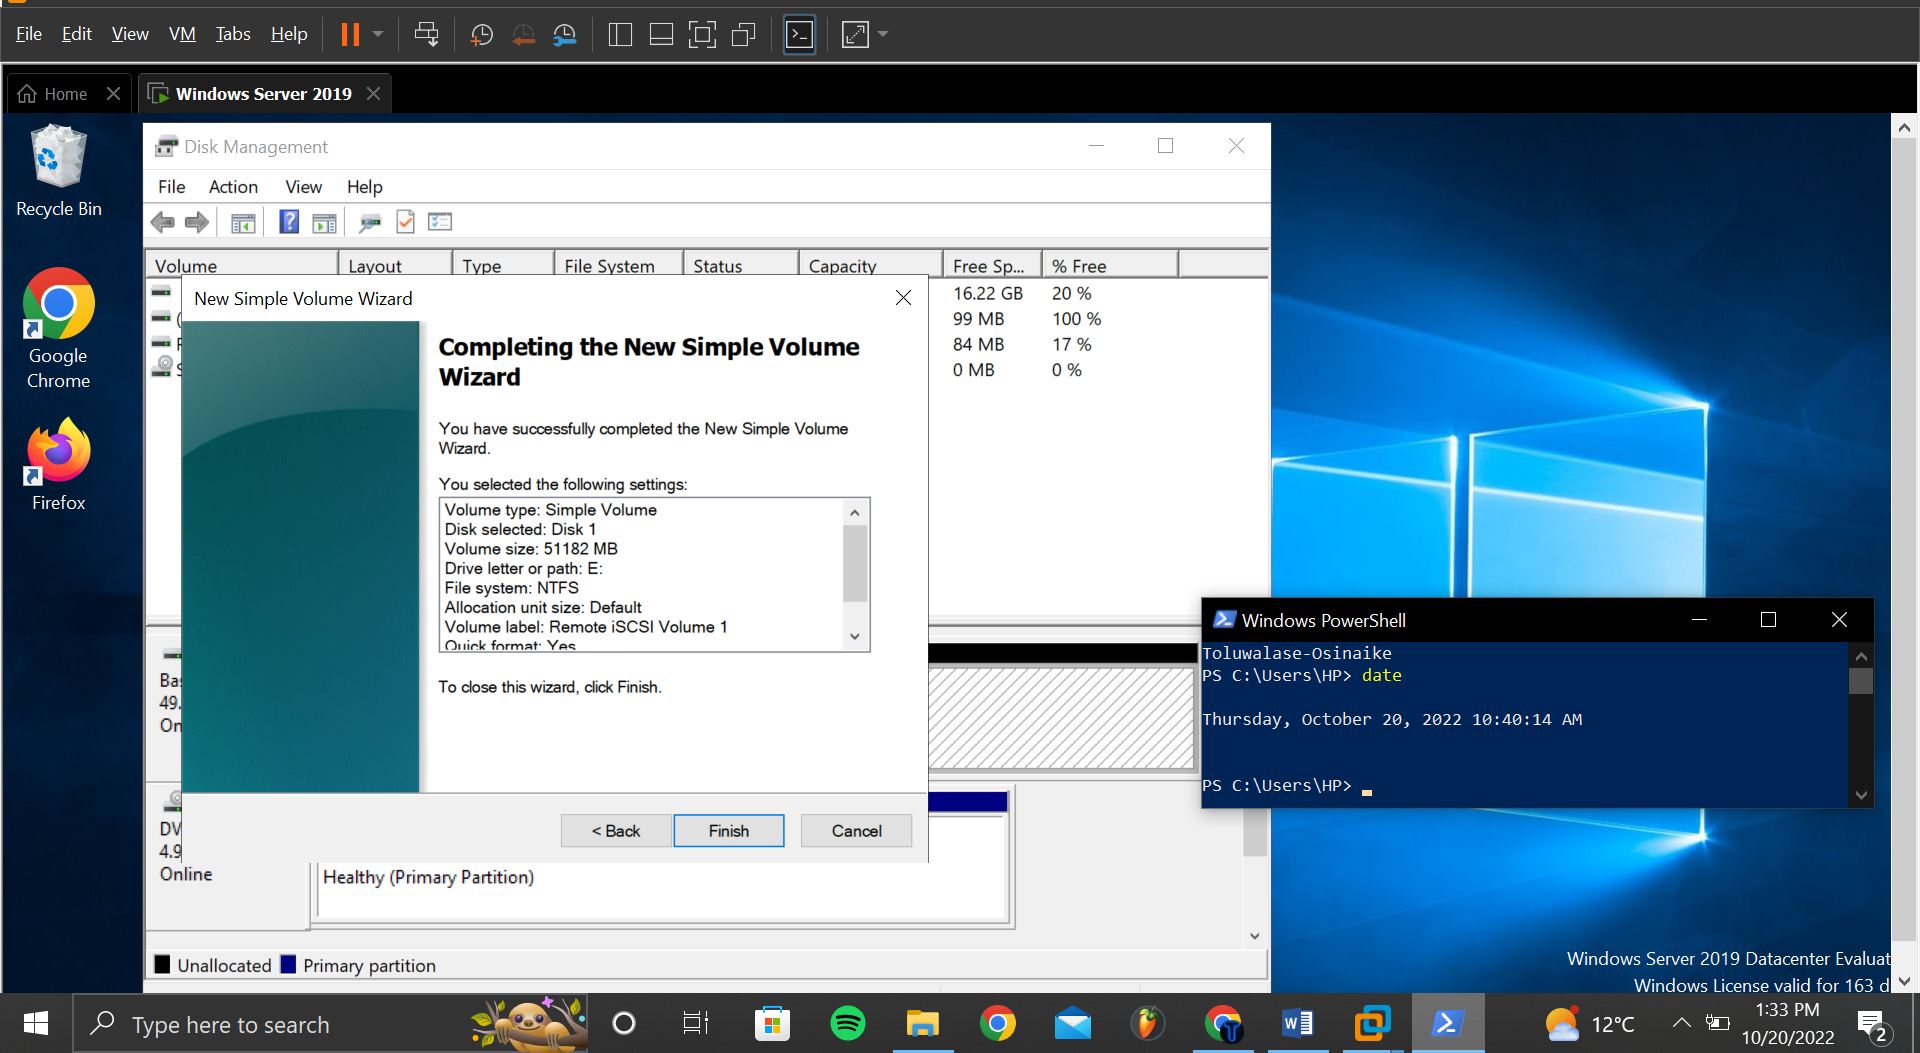 File Edit View VM Tabs Help
Home
Windows Server 2019
Recycle Bin
Google
Chrome
Firefox
Disk Management
File Action View Help
Volume Layout Type File System Status Capacity Free Sp... % Free
16.22 GB 20 %
99 MB 100 %
84 MB 17 %
0 MB 0 %
New Simple Volume Wizard
Completing the New Simple Volume
Wizard
You have successfully completed the New Simple Volume
Wizard.
You selected the following settings:
Volume type: Simple Volume
Disk selected: Disk 1
Volume size: 51182 MB
Drive letter or path: E:
File system: NTFS
Allocation unit size: Default
Volume label: Remote iSCSI Volume 1
Quick format: Yes
To close this wizard, click Finish.
< Back Finish Cancel
Bas
49.
On
DV
4.9
Online
Healthy (Primary Partition)
Unallocated Primary partition
Windows PowerShell
Toluwalase-Osinaike
PS C:\Users\HP> date
Thursday, October 20, 2022 10:40:14 AM
PS C:\Users\HP>
Windows Server 2019 Datacenter Evaluat
Windows License valid for 163 d
Type here to search
12°C
1:33 PM
10/20/2022
2